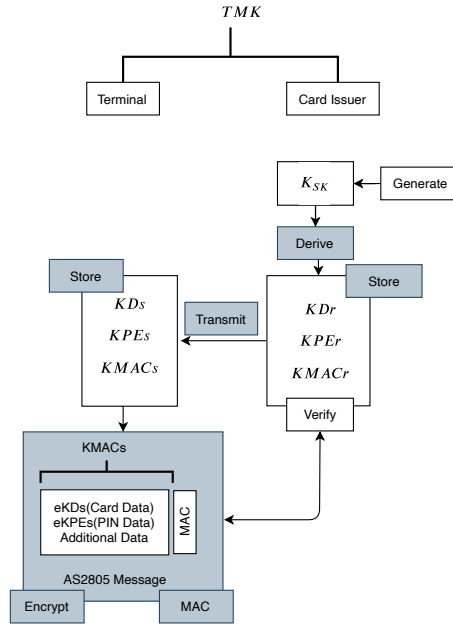 TMK
Terminal
Card Issuer
K_SK
Generate
Derive
Store
Store
KDs
KPEs
KMACs
Transmit
KDr
KPEr
KMACr
Verify
KMACs
eKDs(Card Data)
eKPEs(PIN Data)
Additional Data
MAC
AS2805 Message
Encrypt
MAC